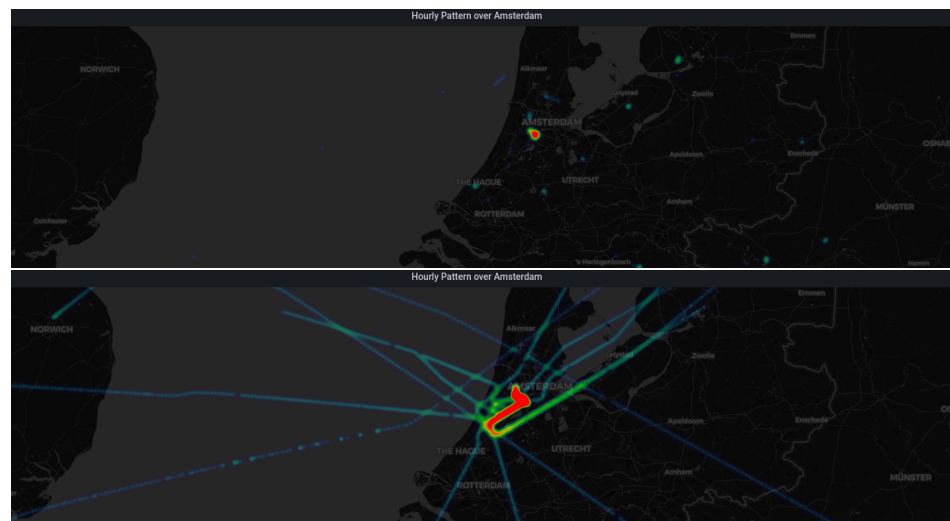 Hourly Pattern over Amsterdam
Emmen
NORWICH
Alkmaar
Lelystad
Zwolle
AMSTERDAM
OSNAB
Apeldoorn
Enschede
THE HAGUE
UTRECHT
Arnhem
MÜNSTER
ROTTERDAM
Colchester
's-Hertogenbosch
Hamm
Hourly Pattern over Amsterdam
Emmen
NORWICH
Alkmaar
Lelystad
Zwolle
AMSTERDAM
Apeldoorn
Enschede
THE HAGUE
UTRECHT
Arnhem
MÜNSTER
ROTTERDAM